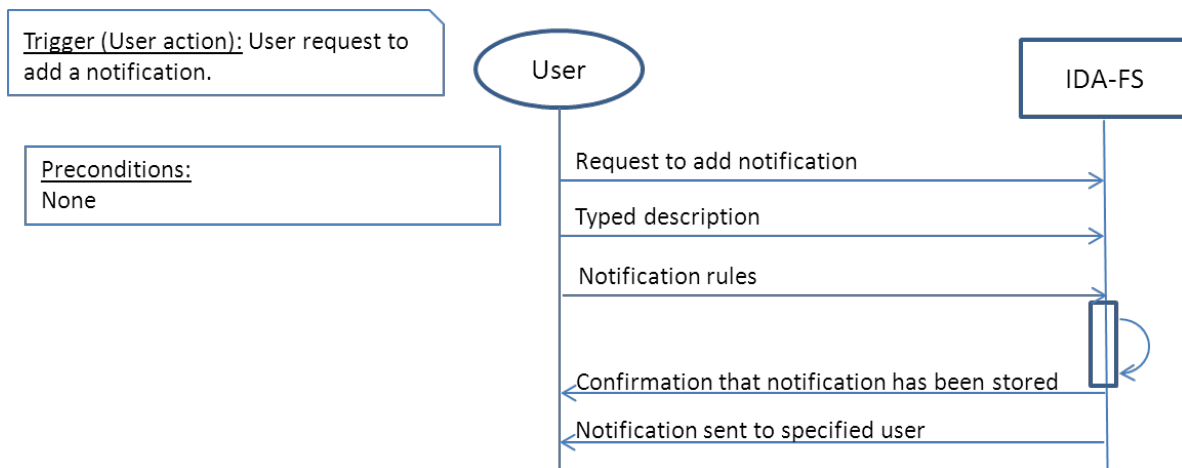 Trigger (User action): User request to
add a notification.
User
IDA-FS
Preconditions:
None
Request to add notification
Typed description
Notification rules
Confirmation that notification has been stored
Notification sent to specified user